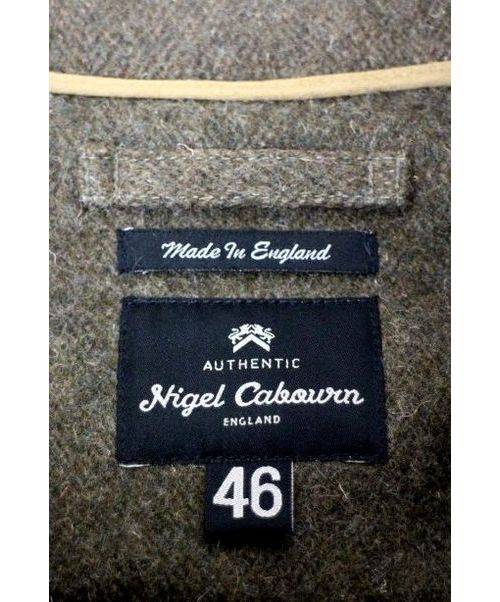 Made In England
AUTHENTIC
Nigel Cabourn
ENGLAND
46